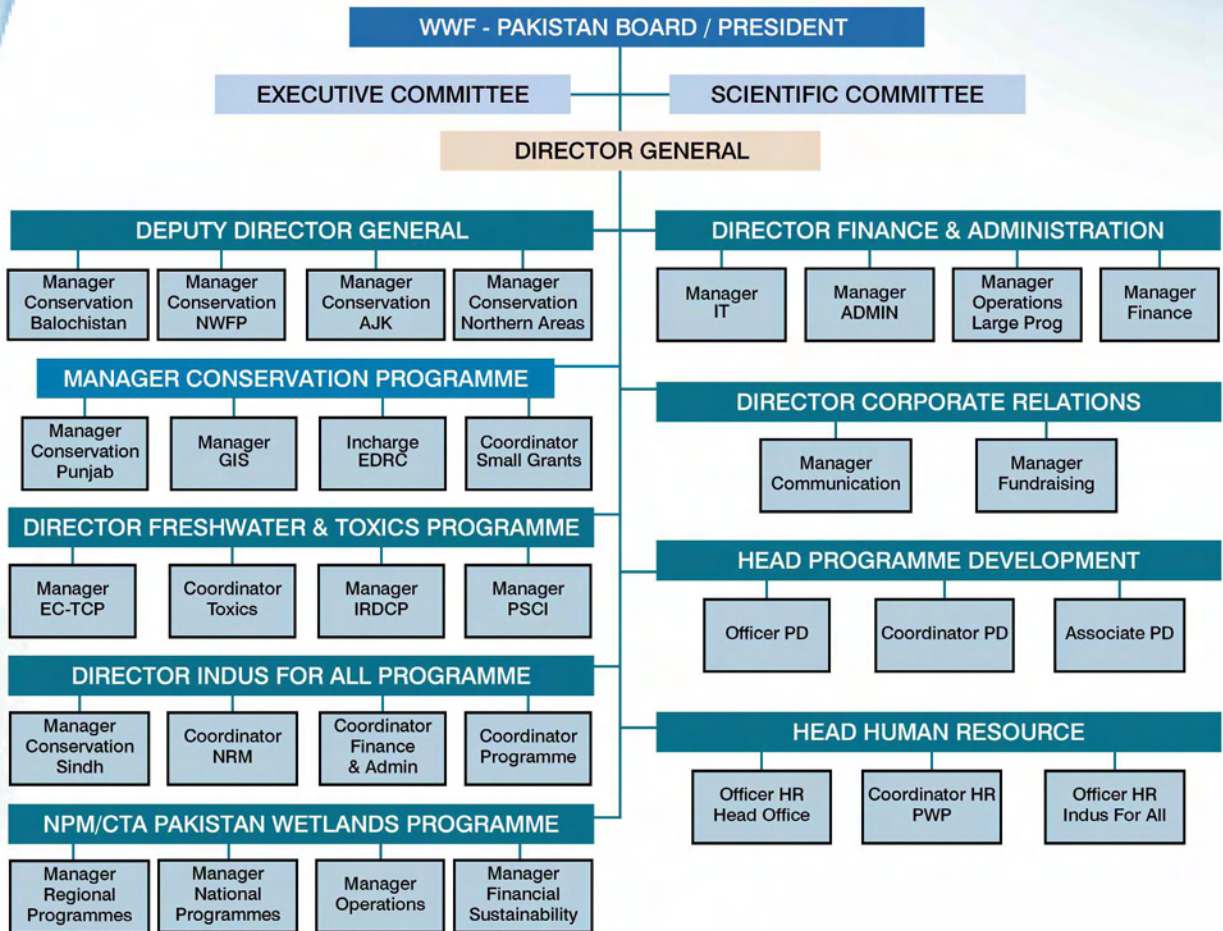 WWF - PAKISTAN BOARD / PRESIDENT
EXECUTIVE COMMITTEE
SCIENTIFIC COMMITTEE
DIRECTOR GENERAL
DEPUTY DIRECTOR GENERAL
Manager
Conservation
Balochistan
Manager
Conservation
NWFP
Manager
Conservation
AJK
Manager
Conservation
Northern Areas
MANAGER CONSERVATION PROGRAMME
Manager
Conservation
Punjab
Manager
GIS
Incharge
EDRC
Coordinator
Small Grants
DIRECTOR FRESHWATER & TOXICS PROGRAMME
Manager
EC-TCP
Coordinator
Toxics
Manager
IRDCP
Manager
PSCI
DIRECTOR INDUS FOR ALL PROGRAMME
Manager
Conservation
Sindh
Coordinator
NRM
Coordinator
Finance
& Admin
Coordinator
Programme
NPM/CTA PAKISTAN WETLANDS PROGRAMME
Manager
Regional
Programmes
Manager
National
Programmes
Manager
Operations
Manager
Financial
Sustainability
DIRECTOR FINANCE & ADMINISTRATION
Manager
IT
Manager
ADMIN
Manager
Operations
Large Prog
Manager
Finance
DIRECTOR CORPORATE RELATIONS
Manager
Communication
Manager
Fundraising
HEAD PROGRAMME DEVELOPMENT
Officer PD
Coordinator PD
Associate PD
HEAD HUMAN RESOURCE
Officer HR
Head Office
Coordinator HR
PWP
Officer HR
Indus For All